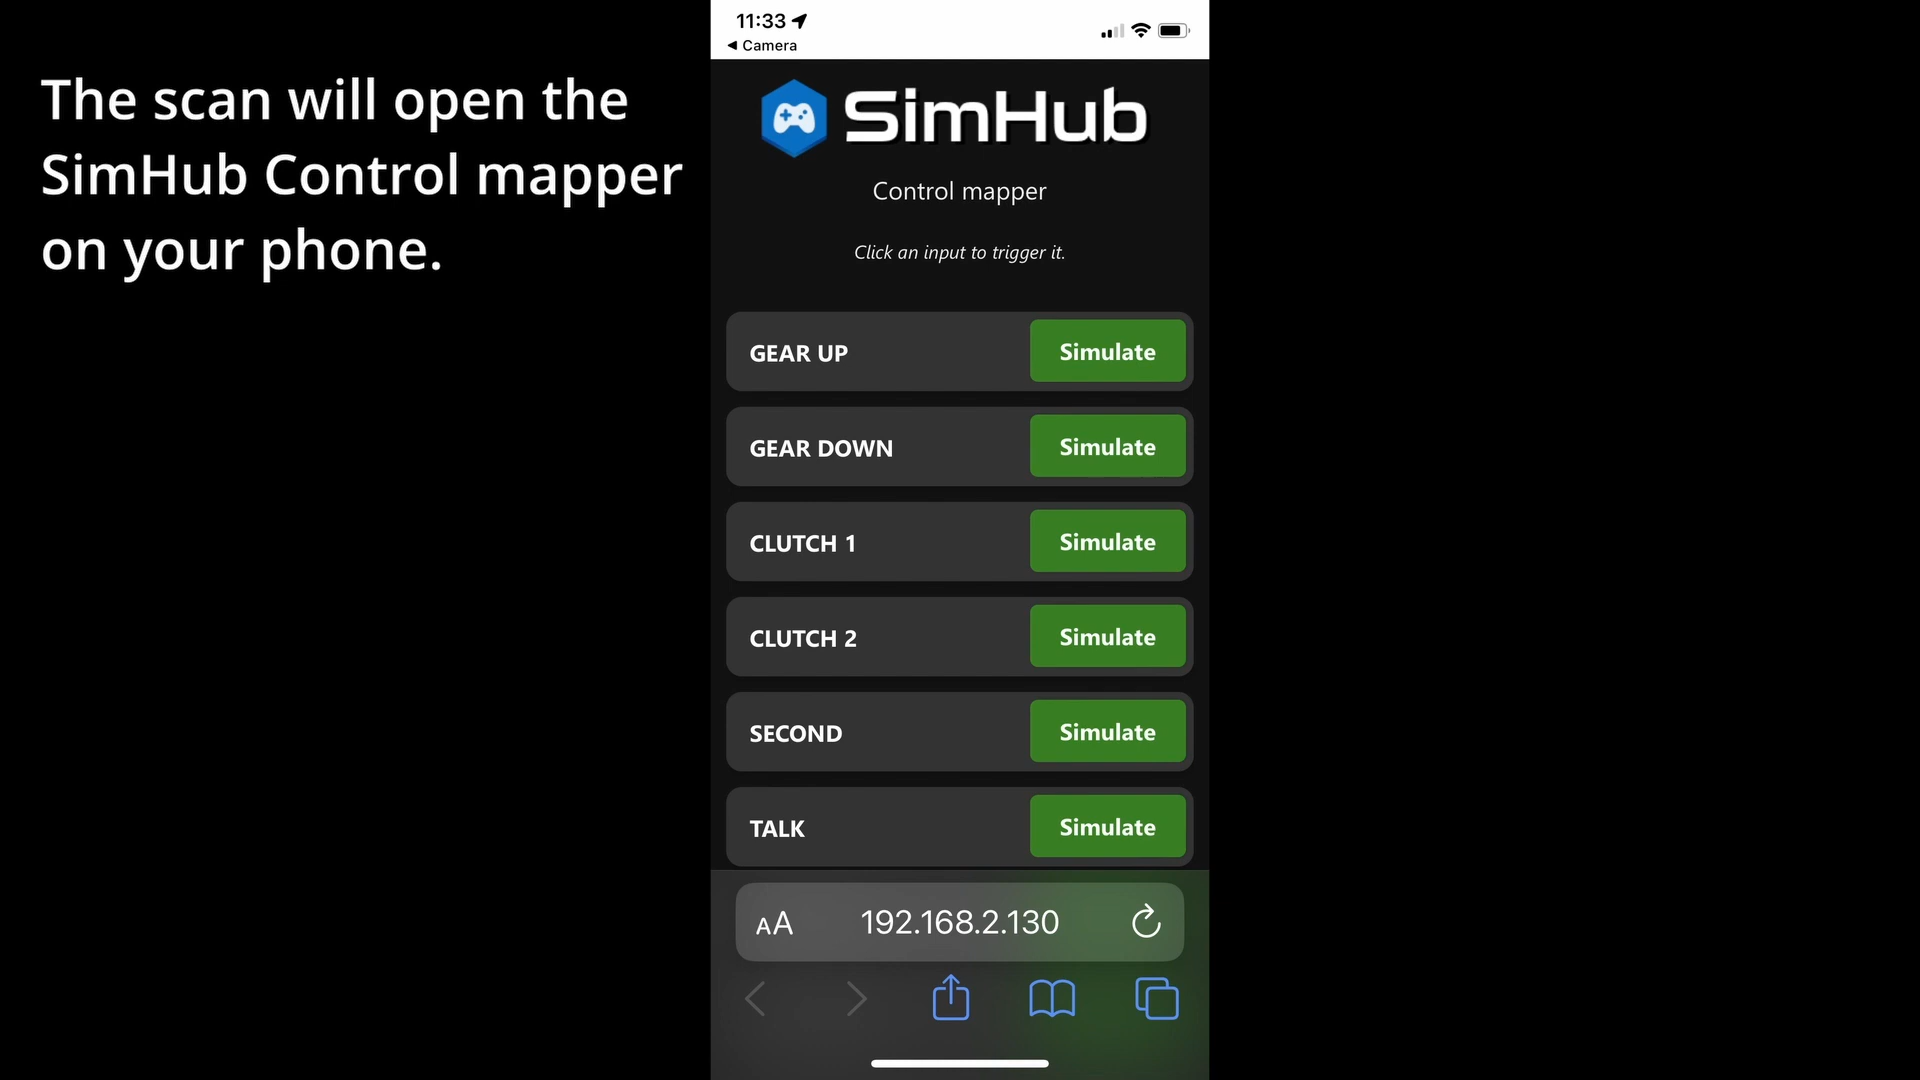 The scan will open the
SimHub Control mapper
on your phone.
11:33
Camera
SimHub
Control mapper
Click an input to trigger it.
GEAR UP
Simulate
GEAR DOWN
Simulate
CLUTCH 1
Simulate
CLUTCH 2
Simulate
SECOND
Simulate
TALK
Simulate
AA
192.168.2.130